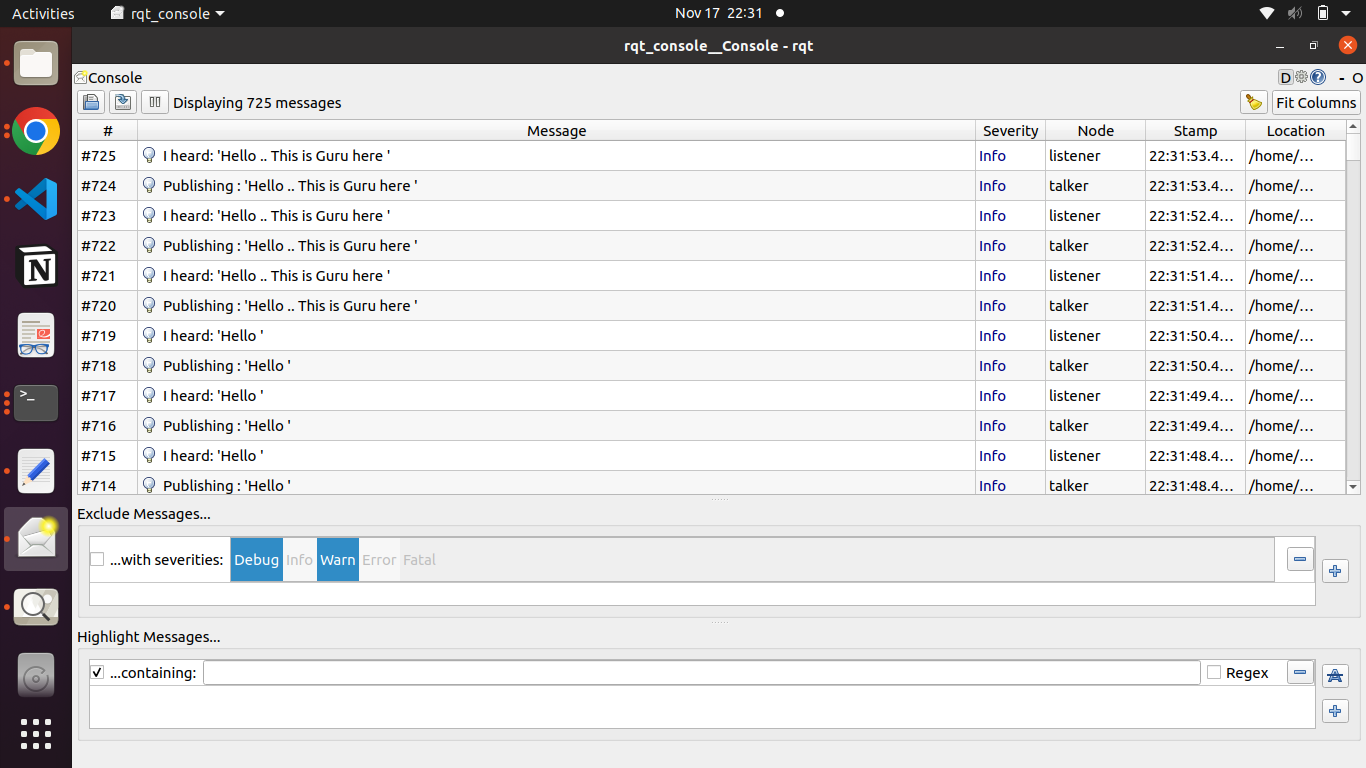 Activities rqt_console Nov 17 22:31
rqt_console__Console - rqt
Console D - O
Displaying 725 messages Fit Columns
# Message Severity Node Stamp Location
#725 I heard: 'Hello .. This is Guru here ' Info listener 22:31:53.4... /home/...
#724 Publishing : 'Hello .. This is Guru here ' Info talker 22:31:53.4... /home/...
#723 I heard: 'Hello .. This is Guru here ' Info listener 22:31:52.4... /home/...
#722 Publishing : 'Hello .. This is Guru here ' Info talker 22:31:52.4... /home/...
#721 I heard: 'Hello .. This is Guru here ' Info listener 22:31:51.4... /home/...
#720 Publishing : 'Hello .. This is Guru here ' Info talker 22:31:51.4... /home/...
#719 I heard: 'Hello ' Info listener 22:31:50.4... /home/...
#718 Publishing : 'Hello ' Info talker 22:31:50.4... /home/...
#717 I heard: 'Hello ' Info listener 22:31:49.4... /home/...
#716 Publishing : 'Hello ' Info talker 22:31:49.4... /home/...
#715 I heard: 'Hello ' Info listener 22:31:48.4... /home/...
#714 Publishing : 'Hello ' Info talker 22:31:48.4... /home/...
Exclude Messages...
...with severities: Debug Info Warn Error Fatal
Highlight Messages...
...containing: Regex